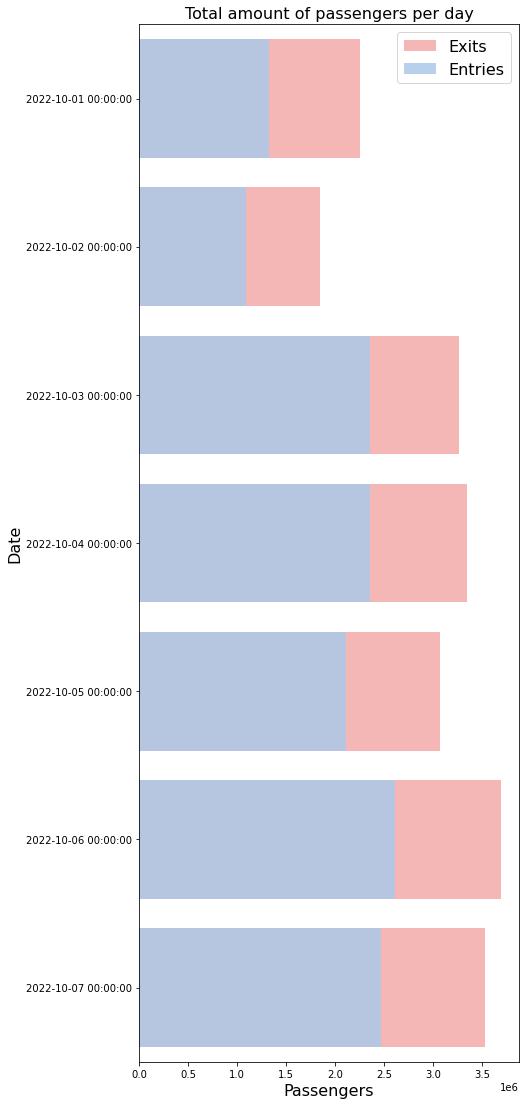 Total amount of passengers per day
Exits
Entries
2022-10-01 00:00:00
2022-10-02 00:00:00
2022-10-03 00:00:00
2022-10-04 00:00:00
Date
2022-10-05 00:00:00
2022-10-06 00:00:00
2022-10-07 00:00:00
0.0 0.5 1.0 1.5 2.0 2.5 3.0 3.5
1e6
Passengers